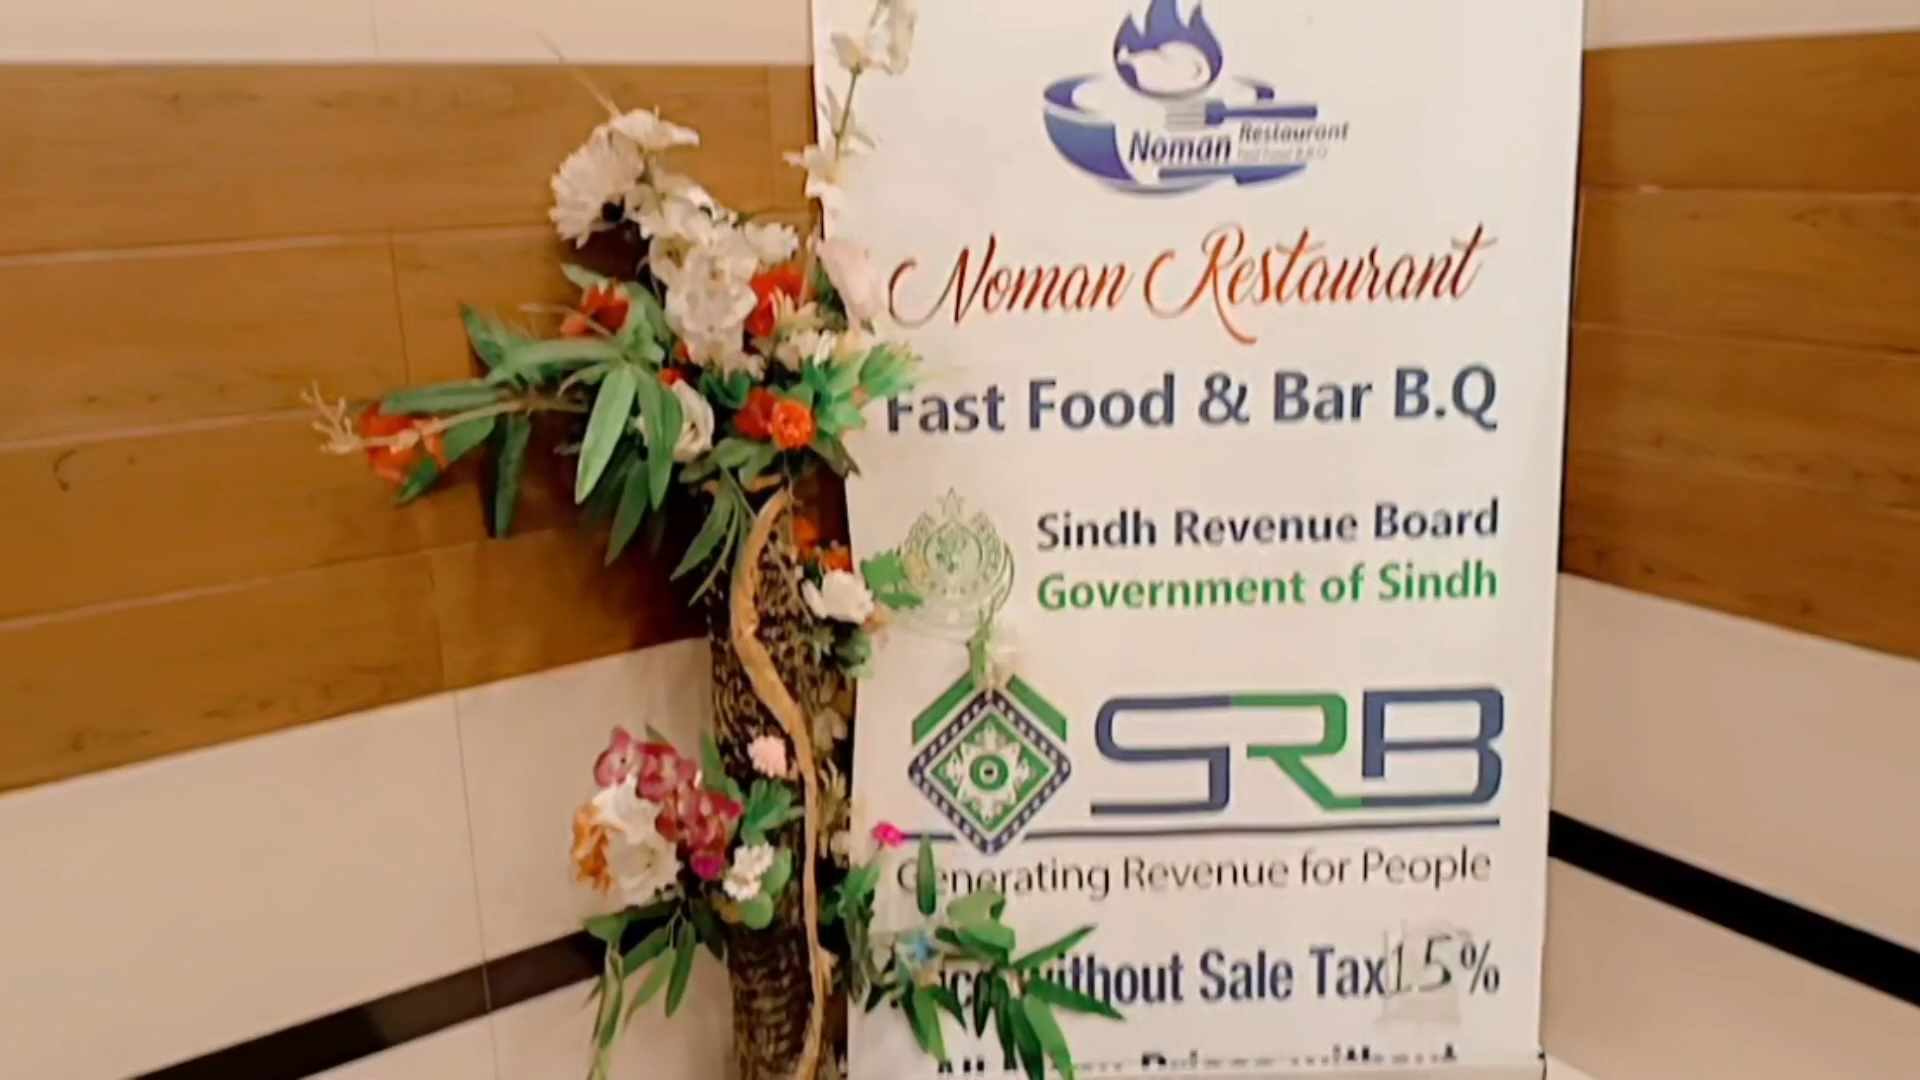 Noman Restaurant
Noman Restaurant
Fast Food & Bar B.Q
Sindh Revenue Board
Government of Sindh
SRB
Generating Revenue for People
without Sale Tax 15%